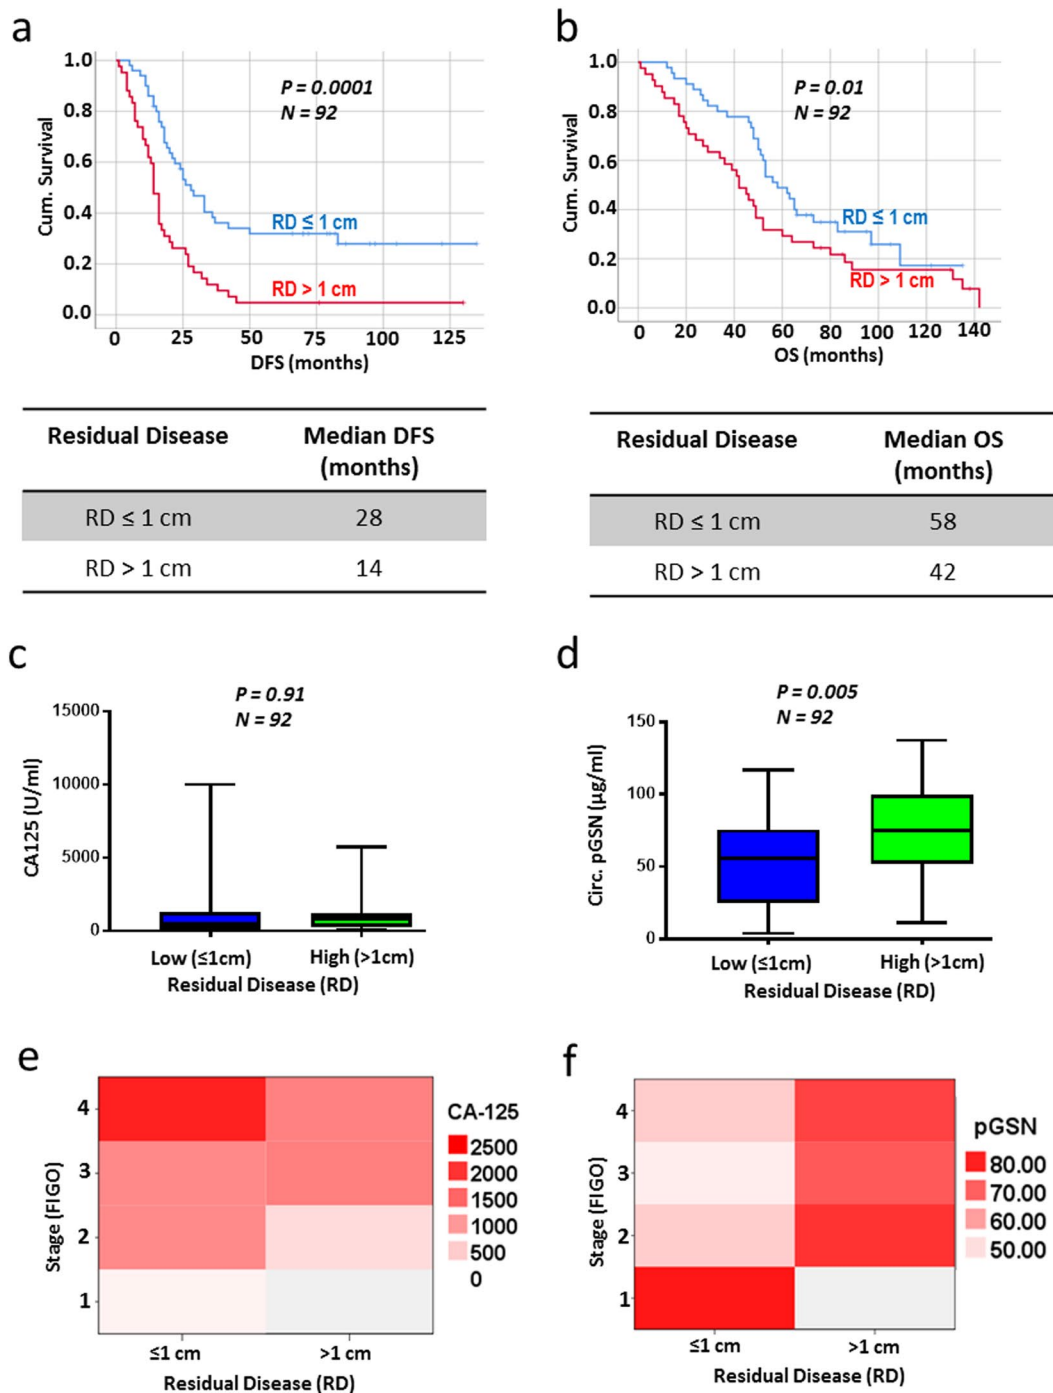 a
1.0
0.8
0.6
0.4
0.2
0.0
Cum. Survival
P = 0.0001
N = 92
RD ≤ 1 cm
RD > 1 cm
0 25 50 75 100 125
DFS (months)
Residual Disease Median DFS
(months)
RD ≤ 1 cm 28
RD > 1 cm 14
b
1.0
0.8
0.6
0.4
0.2
0.0
Cum. Survival
P = 0.01
N = 92
RD ≤ 1 cm
RD > 1 cm
0 20 40 60 80 100 120 140
OS (months)
Residual Disease Median OS
(months)
RD ≤ 1 cm 58
RD > 1 cm 42
c
P = 0.91
N = 92
15000
10000
5000
0
CA125 (U/ml)
Low (≤1cm) High (>1cm)
Residual Disease (RD)
d
P = 0.005
N = 92
150
100
50
0
Circ. pGSN (µg/ml)
Low (≤1cm) High (>1cm)
Residual Disease (RD)
e
4
3
2
1
Stage (FIGO)
≤1 cm >1 cm
Residual Disease (RD)
CA-125
2500
2000
1500
1000
500
0
f
4
3
2
1
Stage (FIGO)
≤1 cm >1 cm
Residual Disease (RD)
pGSN
80.00
70.00
60.00
50.00